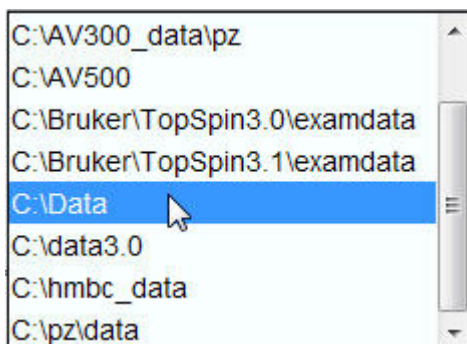 C:\AV300_data\pz
C:\AV500
C:\Bruker\TopSpin3.0\examdata
C:\Bruker\TopSpin3.1\examdata
C:\Data
C:\data3.0
C:\hmbc_data
C:\pz\data